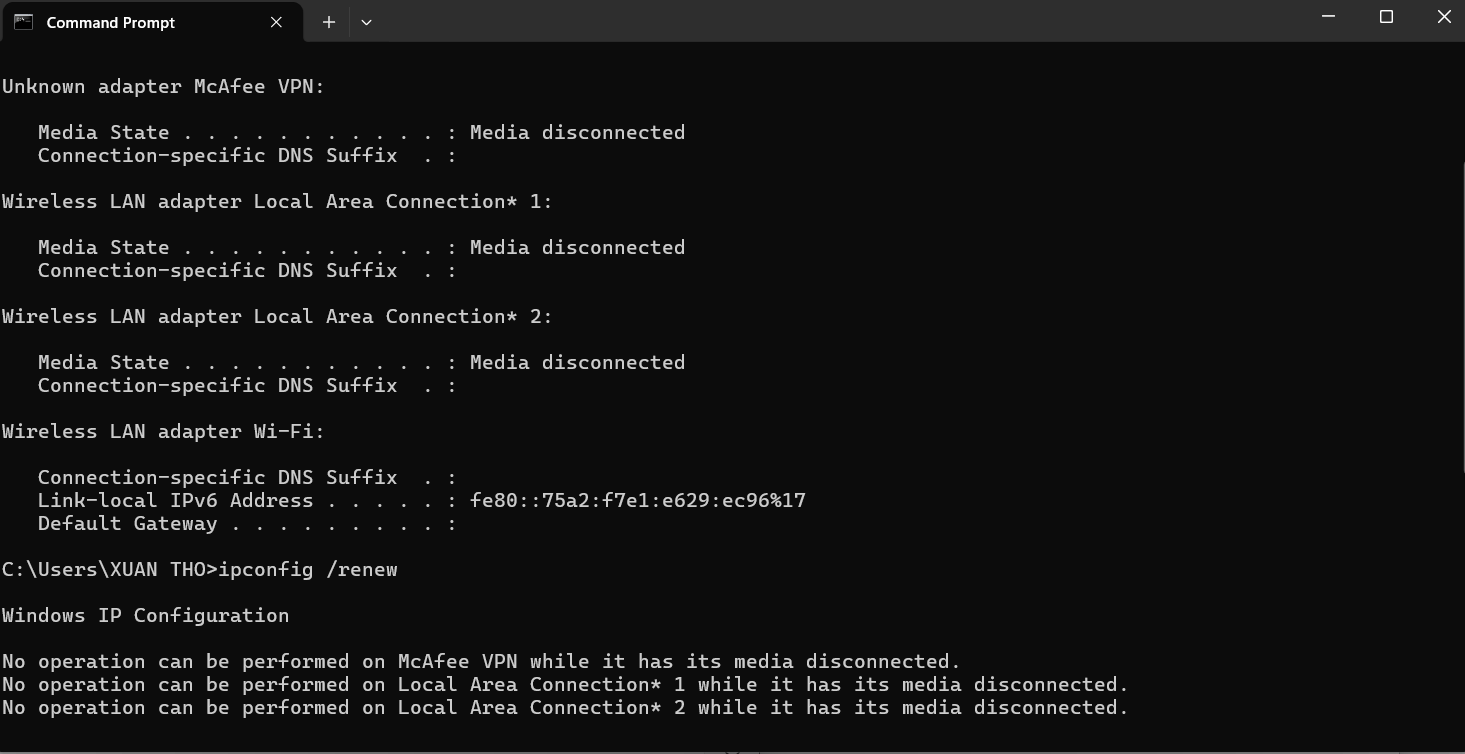 Command Prompt
Unknown adapter McAfee VPN:
Media State . . . . . . . . . . . : Media disconnected
Connection-specific DNS Suffix  . :
Wireless LAN adapter Local Area Connection* 1:
Media State . . . . . . . . . . . : Media disconnected
Connection-specific DNS Suffix  . :
Wireless LAN adapter Local Area Connection* 2:
Media State . . . . . . . . . . . : Media disconnected
Connection-specific DNS Suffix  . :
Wireless LAN adapter Wi-Fi:
Connection-specific DNS Suffix  . :
Link-local IPv6 Address . . . . . : fe80::75a2:f7e1:e629:ec96%17
Default Gateway . . . . . . . . . :
C:\Users\XUAN THO>ipconfig /renew
Windows IP Configuration
No operation can be performed on McAfee VPN while it has its media disconnected.
No operation can be performed on Local Area Connection* 1 while it has its media disconnected.
No operation can be performed on Local Area Connection* 2 while it has its media disconnected.